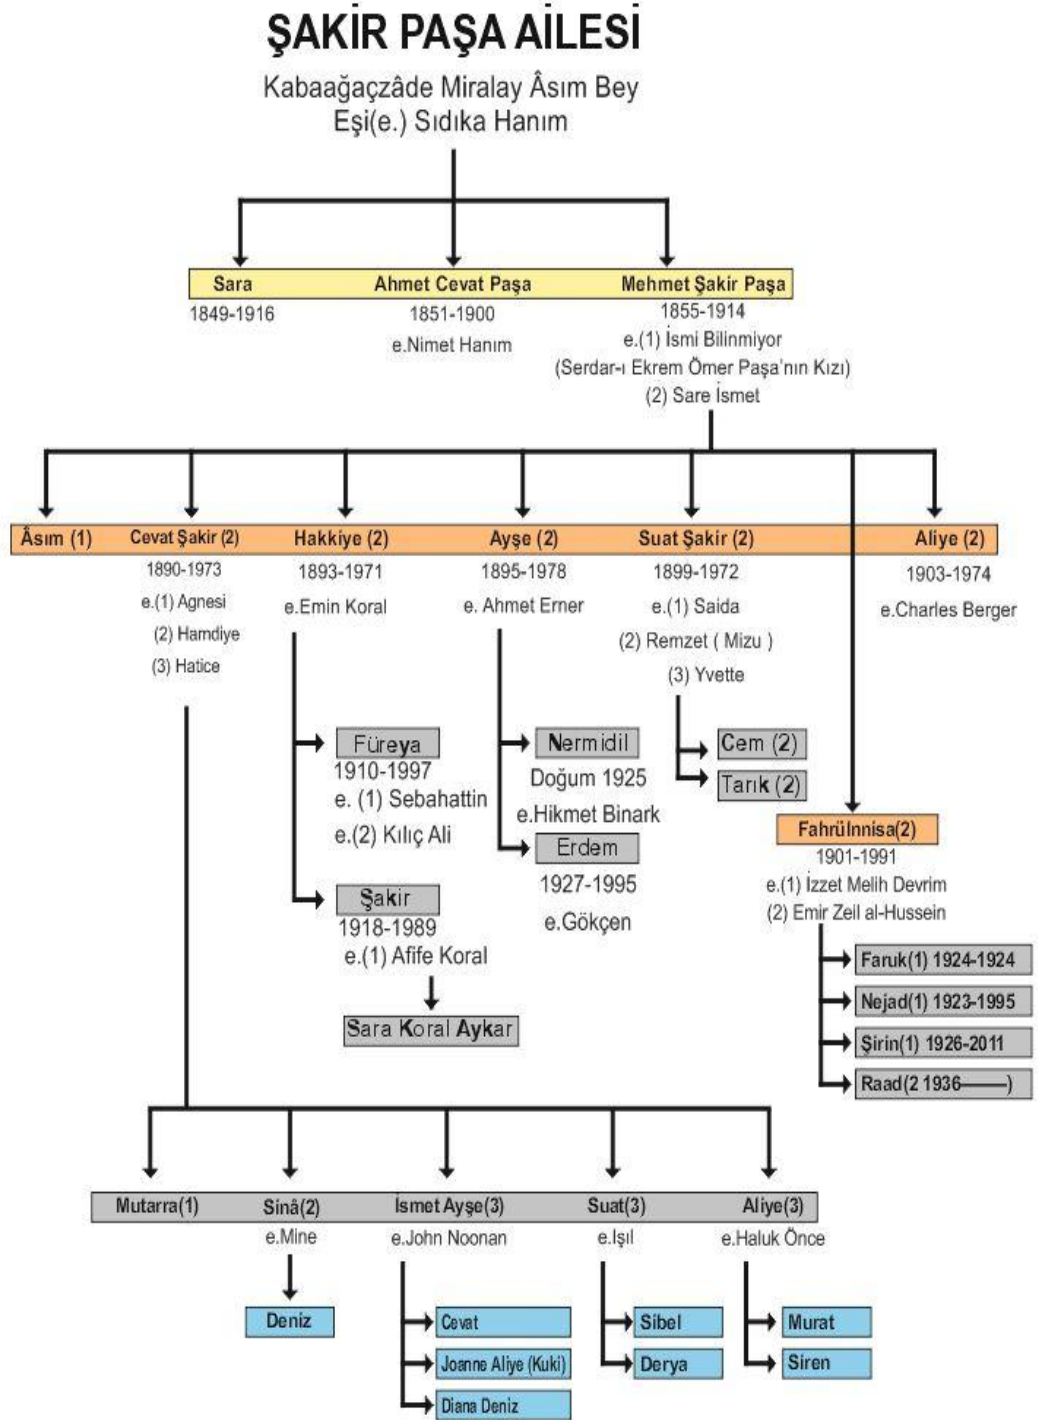 ŞAKİR PAŞA AİLESİ
Kabaağaçzâde Miralay Âsım Bey
Eşi(e.) Sıdıka Hanım
Sara
Ahmet Cevat Paşa
Mehmet Şakir Paşa
1849-1916
1851-1900
1855-1914
e.Nimet Hanım
e.(1) İsmi Bilinmiyor
(Serdar-ı Ekrem Ömer Paşa'nın Kızı)
(2) Sare İsmet
Âsım (1)
Cevat Şakir (2)
Hakkiye (2)
Ayşe (2)
Suat Şakir (2)
Aliye (2)
1890-1973
e.(1) Agnesi
(2) Hamdiye
(3) Hatice
1893-1971
e.Emin Koral
1895-1978
e. Ahmet Erner
1899-1972
e.(1) Saida
(2) Remzet ( Mizu )
(3) Yvette
1903-1974
e.Charles Berger
Füreya
1910-1997
e. (1) Sebahattin
e.(2) Kılıç Ali
Şakir
1918-1989
e.(1) Afife Koral
Sara Koral Aykar
Nermidil
Doğum 1925
e.Hikmet Binark
Erdem
1927-1995
e.Gökçen
Cem (2)
Tarık (2)
Fahrülnnisa(2)
1901-1991
e.(1) İzzet Melih Devrim
(2) Emir Zeil al-Hussein
Faruk(1) 1924-1924
Nejad(1) 1923-1995
Şirin(1) 1926-2011
Raad(2 1936———)
Mutarra(1)
Sinâ(2)
İsmet Ayşe(3)
Suat(3)
Aliye(3)
e.Mine
e.John Noonan
e.Işıl
e.Haluk Önce
Deniz
Cevat
Joanne Aliye (Kuki)
Diana Deniz
Sibel
Derya
Murat
Siren